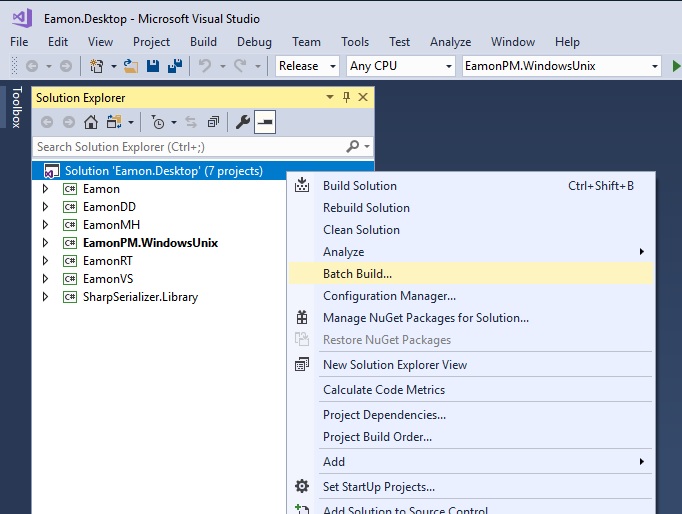 Eamon.Desktop - Microsoft Visual Studio
File Edit View Project Build Debug Team Tools Test Analyze Window Help
Release Any CPU EamonPM.WindowsUnix
Toolbox
Solution Explorer
Search Solution Explorer (Ctrl+;)
Solution 'Eamon.Desktop' (7 projects)
C# Eamon
C# EamonDD
C# EamonMH
C# EamonPM.WindowsUnix
C# EamonRT
C# EamonVS
C# SharpSerializer.Library
Build Solution Ctrl+Shift+B
Rebuild Solution
Clean Solution
Analyze
Batch Build...
Configuration Manager...
Manage NuGet Packages for Solution...
Restore NuGet Packages
New Solution Explorer View
Calculate Code Metrics
Project Dependencies...
Project Build Order...
Add
Set StartUp Projects...
Add Solution to Source Control